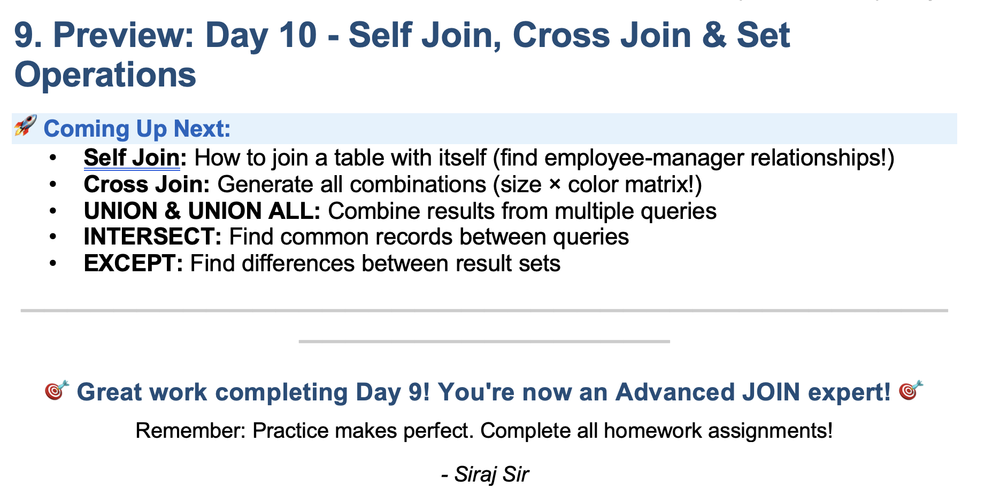 9. Preview: Day 10 - Self Join, Cross Join & Set
Operations
🚀 Coming Up Next:
• Self Join: How to join a table with itself (find employee-manager relationships!)
• Cross Join: Generate all combinations (size × color matrix!)
• UNION & UNION ALL: Combine results from multiple queries
• INTERSECT: Find common records between queries
• EXCEPT: Find differences between result sets
🎯 Great work completing Day 9! You're now an Advanced JOIN expert! 🎯
Remember: Practice makes perfect. Complete all homework assignments!
- Siraj Sir